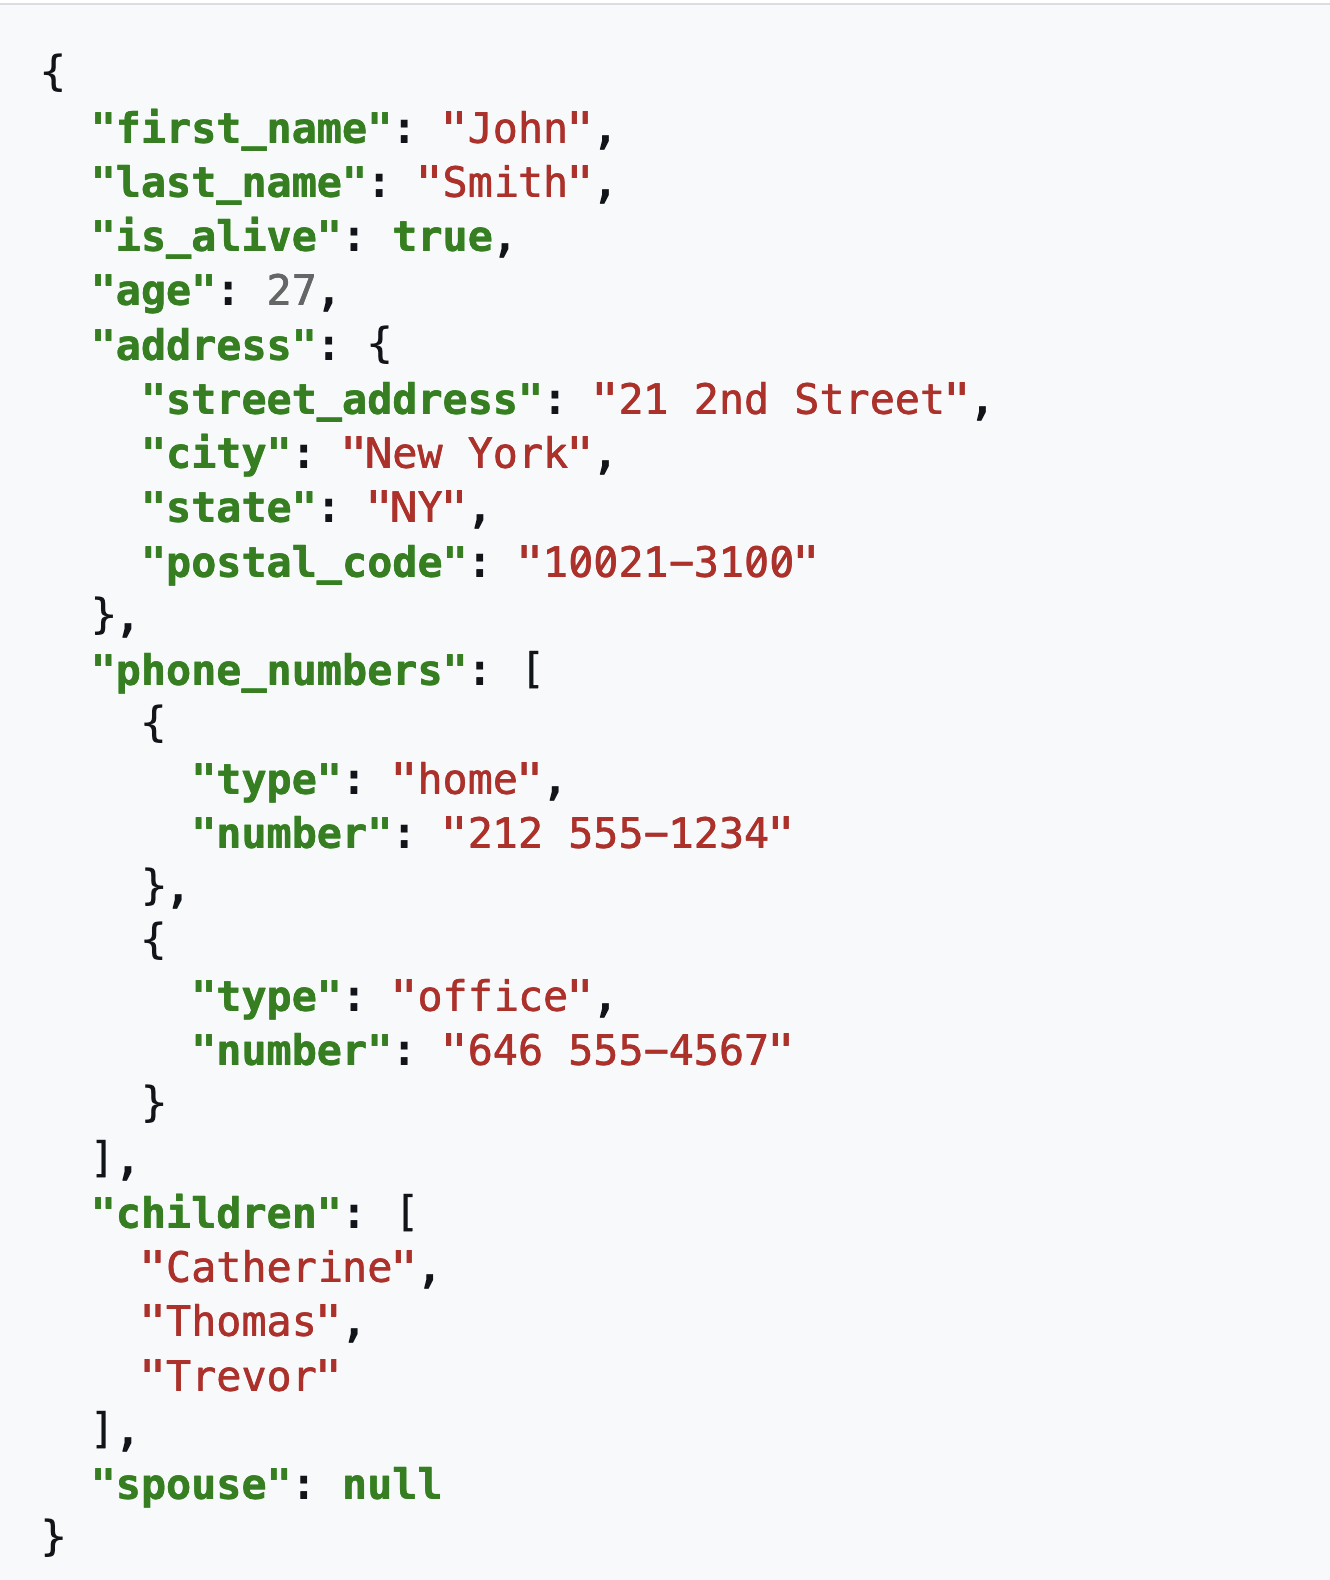 {
  "first_name": "John",
  "last_name": "Smith",
  "is_alive": true,
  "age": 27,
  "address": {
    "street_address": "21 2nd Street",
    "city": "New York",
    "state": "NY",
    "postal_code": "10021-3100"
  },
  "phone_numbers": [
    {
      "type": "home",
      "number": "212 555-1234"
    },
    {
      "type": "office",
      "number": "646 555-4567"
    }
  ],
  "children": [
    "Catherine",
    "Thomas",
    "Trevor"
  ],
  "spouse": null
}